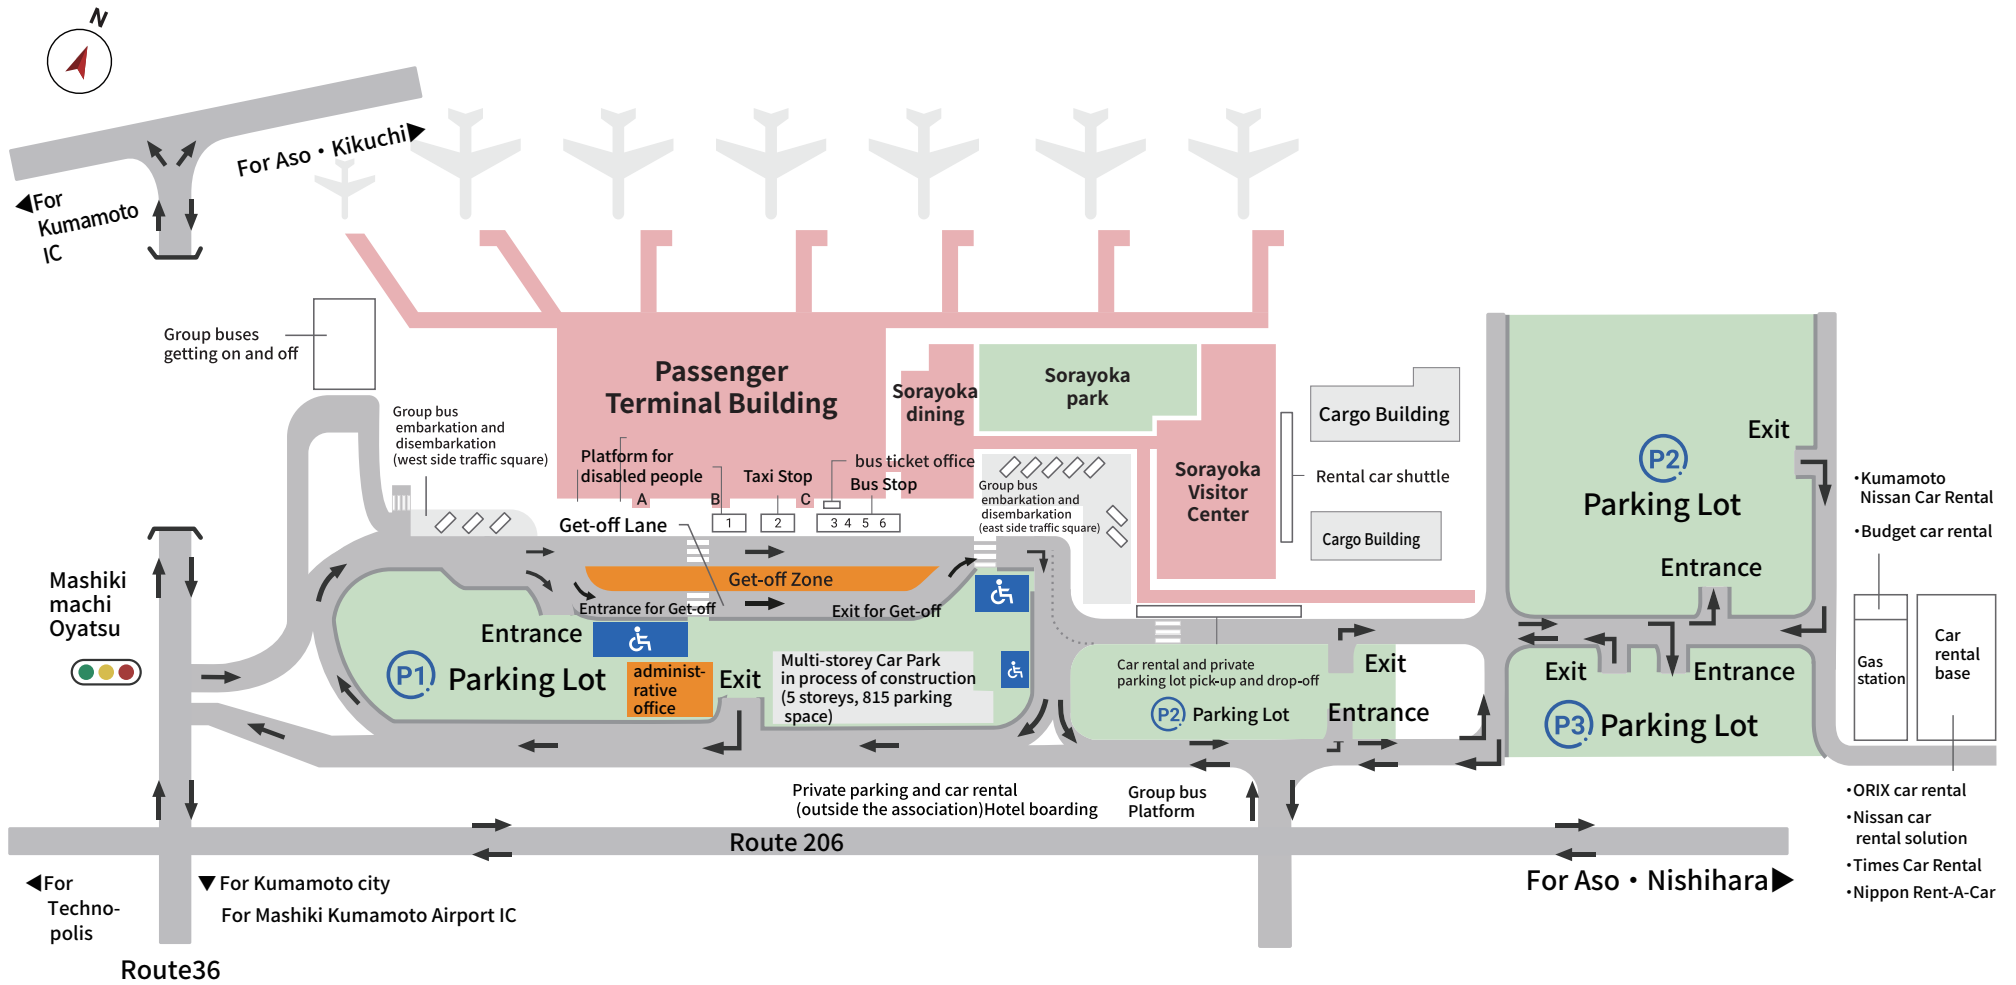 N
For Aso・Kikuchi▶
◀For
Kumamoto
IC
Group buses
getting on and off
Group bus
embarkation and
disembarkation
(west side traffic square)
Passenger
Terminal Building
Platform for
disabled people
Taxi Stop
bus ticket office
Bus Stop
A
B
C
1
2
3 4 5 6
Get-off Lane
Sorayoka
dining
Sorayoka
park
Sorayoka
Visitor
Center
Group bus
embarkation and
disembarkation
(east side traffic square)
Cargo Building
Rental car shuttle
Cargo Building
Exit
P2
Parking Lot
Entrance
・Kumamoto
Nissan Car Rental
・Budget car rental
Mashiki
machi
Oyatsu
Get-off Zone
Entrance for Get-off
Exit for Get-off
Entrance
P1
Parking Lot
administ-
rative
office
Exit
Multi-storey Car Park
in process of construction
(5 storeys, 815 parking
space)
Car rental and private
parking lot pick-up and drop-off
P2
Parking Lot
Exit
Entrance
Exit
Entrance
P3
Parking Lot
Gas
station
Car
rental
base
Private parking and car rental
(outside the association)Hotel boarding
Group bus
Platform
・ORIX car rental
・Nissan car
rental solution
・Times Car Rental
・Nippon Rent-A-Car
Route 206
◀For
Techno-
polis
▼For Kumamoto city
For Mashiki Kumamoto Airport IC
For Aso・Nishihara▶
Route36